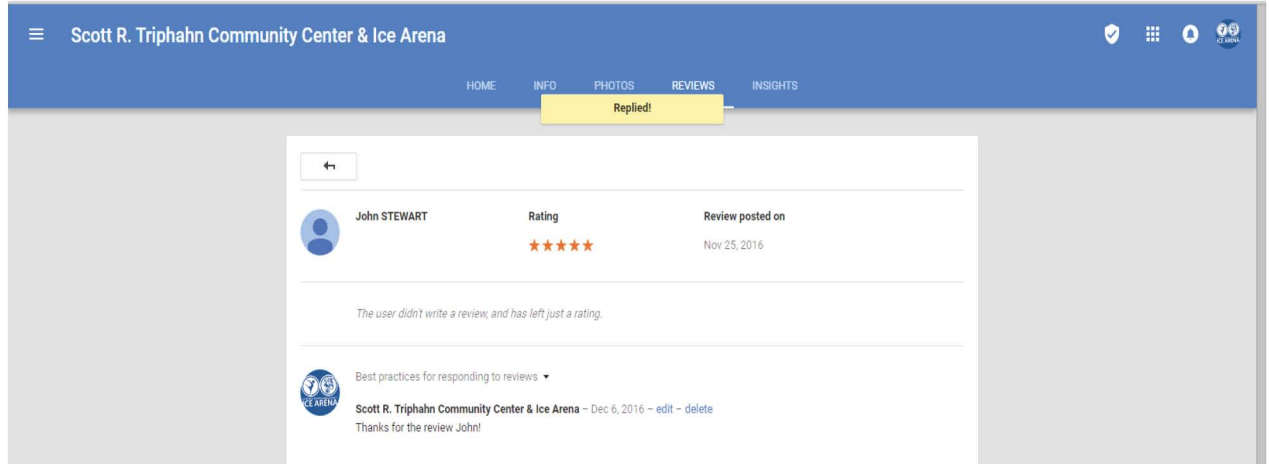 Scott R. Triphahn Community Center & Ice Arena
HOME INFO PHOTOS REVIEWS INSIGHTS
Replied!
John STEWART Rating Review posted on
Nov 25, 2016
The user didn't write a review, and has left just a rating.
Best practices for responding to reviews
ICE ARENA
Scott R. Triphahn Community Center & Ice Arena – Dec 6, 2016 – edit – delete
Thanks for the review John!